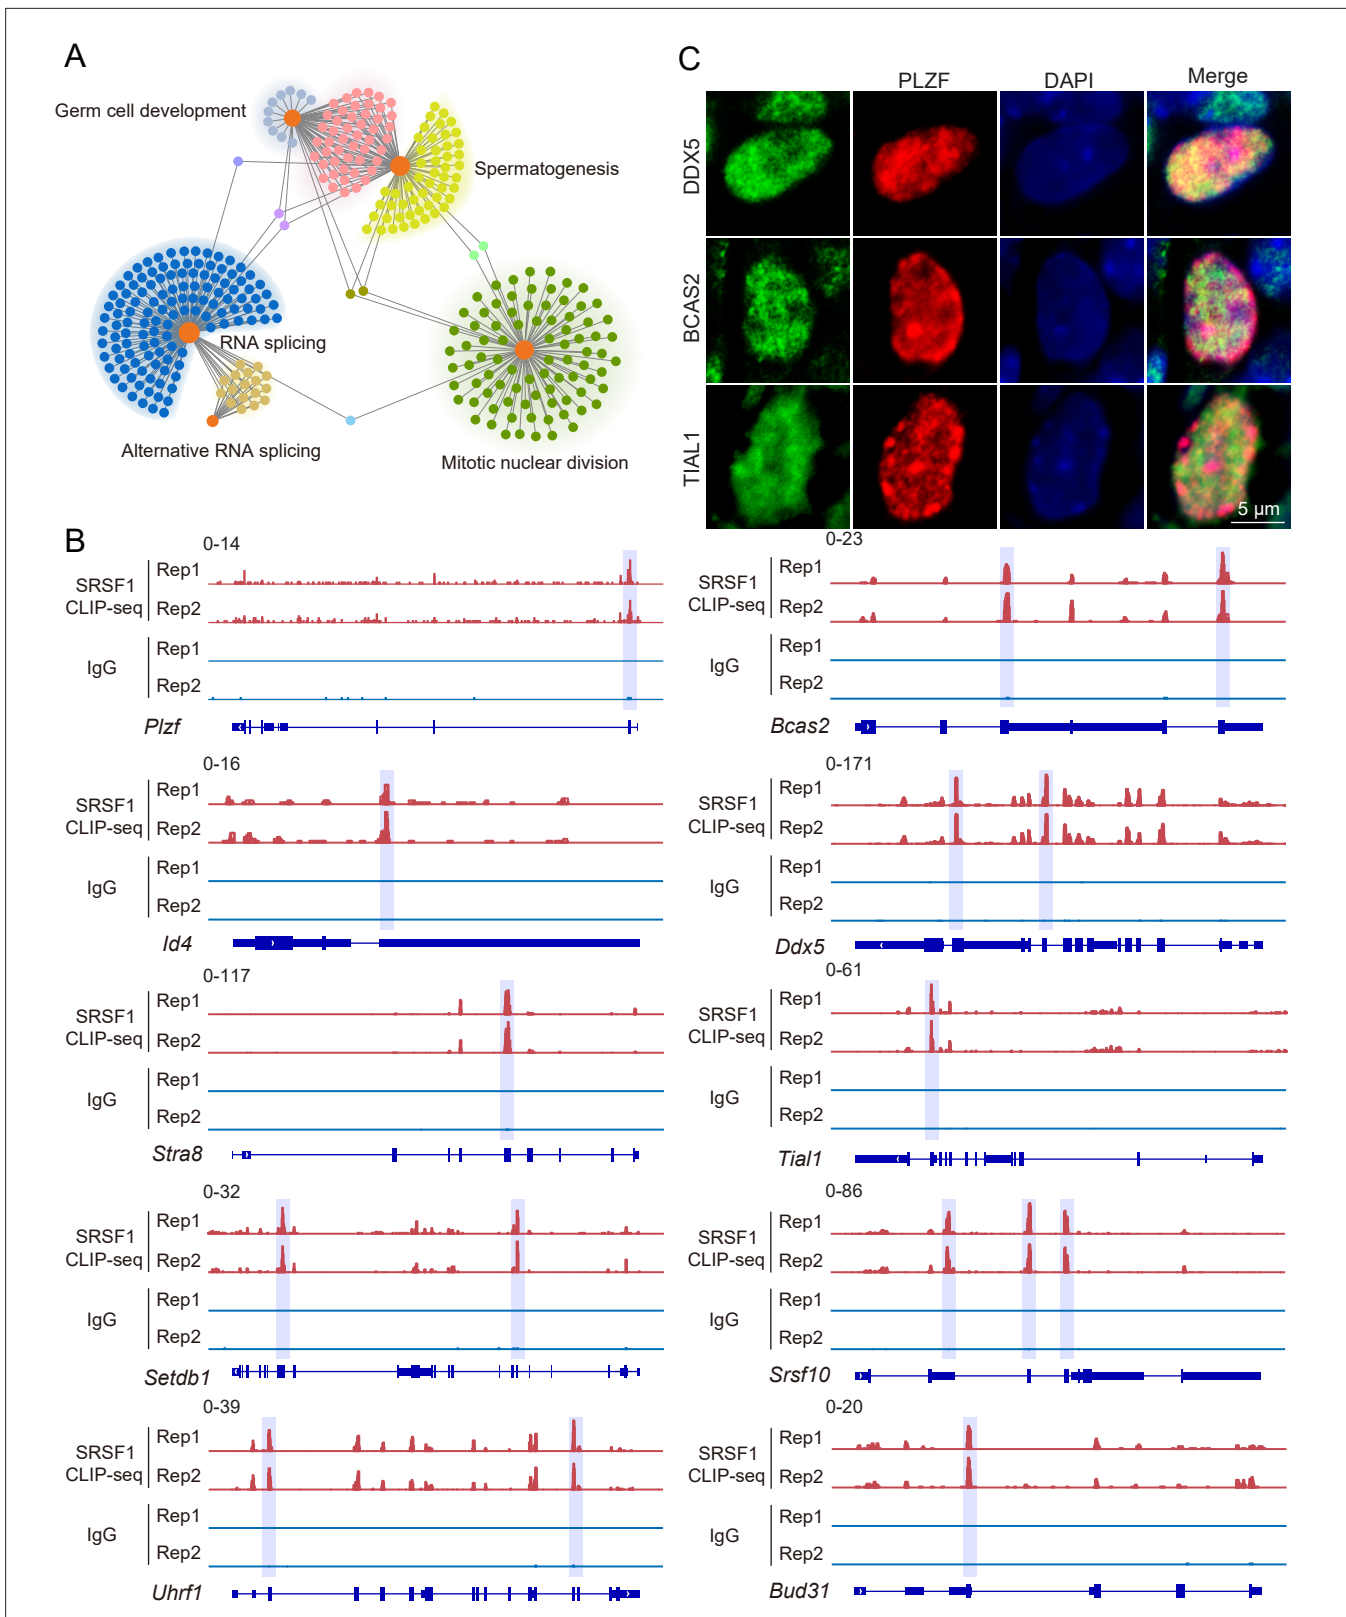 A
Germ cell development
Spermatogenesis
RNA splicing
Alternative RNA splicing
Mitotic nuclear division
C
PLZF
DAPI
Merge
DDX5
BCAS2
TIAL1
5 µm
B
0-14
SRSF1
CLIP-seq
Rep1
Rep2
IgG
Rep1
Rep2
Plzf
0-16
SRSF1
CLIP-seq
Rep1
Rep2
IgG
Rep1
Rep2
Id4
0-117
SRSF1
CLIP-seq
Rep1
Rep2
IgG
Rep1
Rep2
Stra8
0-32
SRSF1
CLIP-seq
Rep1
Rep2
IgG
Rep1
Rep2
Setdb1
0-39
SRSF1
CLIP-seq
Rep1
Rep2
IgG
Rep1
Rep2
Uhrf1
0-23
SRSF1
CLIP-seq
Rep1
Rep2
IgG
Rep1
Rep2
Bcas2
0-171
SRSF1
CLIP-seq
Rep1
Rep2
IgG
Rep1
Rep2
Ddx5
0-61
SRSF1
CLIP-seq
Rep1
Rep2
IgG
Rep1
Rep2
Tial1
0-86
SRSF1
CLIP-seq
Rep1
Rep2
IgG
Rep1
Rep2
Srsf10
0-20
SRSF1
CLIP-seq
Rep1
Rep2
IgG
Rep1
Rep2
Bud31